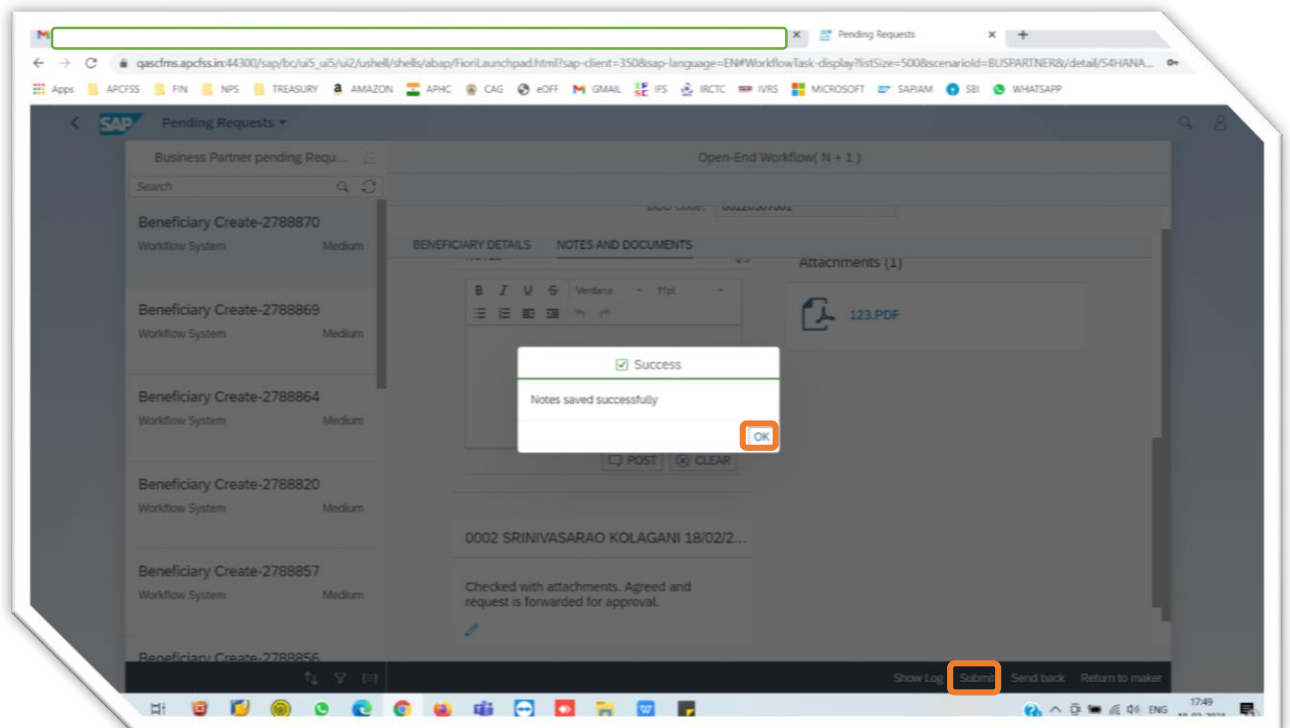 Pending Requests
qascfms.apcfss.in:44300/sap/bc/ui5_ui5/ui2/ushell/shells/abap/FioriLaunchpad.html?sap-client=350&sap-language=EN#WorkflowTask-display?listSize=500&scenarioId=BUSPARTNER&/detail/S4HANA...
Apps APCFSS FIN NPS TREASURY AMAZON APHC CAG eOFF GMAIL IFS IRCTC IVRS MICROSOFT SAPJAM SBI WHATSAPP
SAP Pending Requests
Business Partner pending Requ... Open-End Workflow( N + 1 )
Search
DDO Code:
Beneficiary Create-2788870
Workflow System Medium
BENEFICIARY DETAILS NOTES AND DOCUMENTS
Attachments (1)
B I U S Verdana 11pt
Beneficiary Create-2788869
Workflow System Medium
123.PDF
Success
Notes saved successfully
OK
Beneficiary Create-2788864
Workflow System Medium
POST CLEAR
Beneficiary Create-2788820
Workflow System Medium
0002 SRINIVASARAO KOLAGANI 18/02/2...
Beneficiary Create-2788857
Workflow System Medium
Checked with attachments. Agreed and
request is forwarded for approval.
Beneficiary Create-2788856
Show Log Submit Send back Return to maker
ENG 17:49